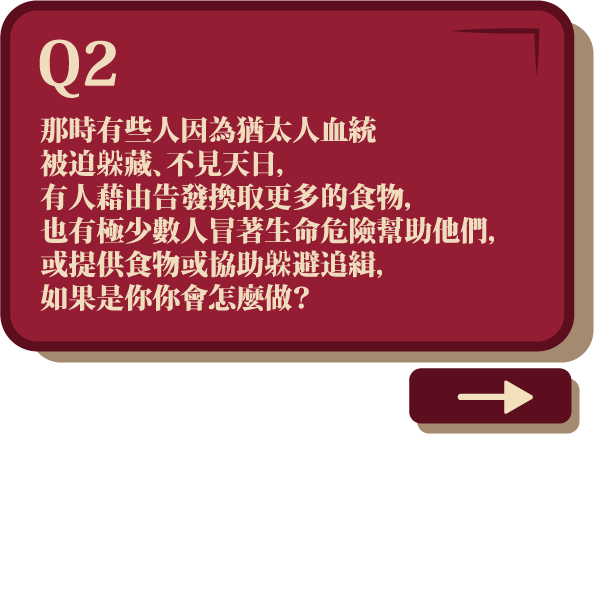 Q2
那時有些人因為猶太人血統
被迫躲藏、不見天日,
有人藉由告發換取更多的食物,
也有極少數人冒著生命危險幫助他們,
或提供食物或協助躲避追緝,
如果是你你會怎麼做?